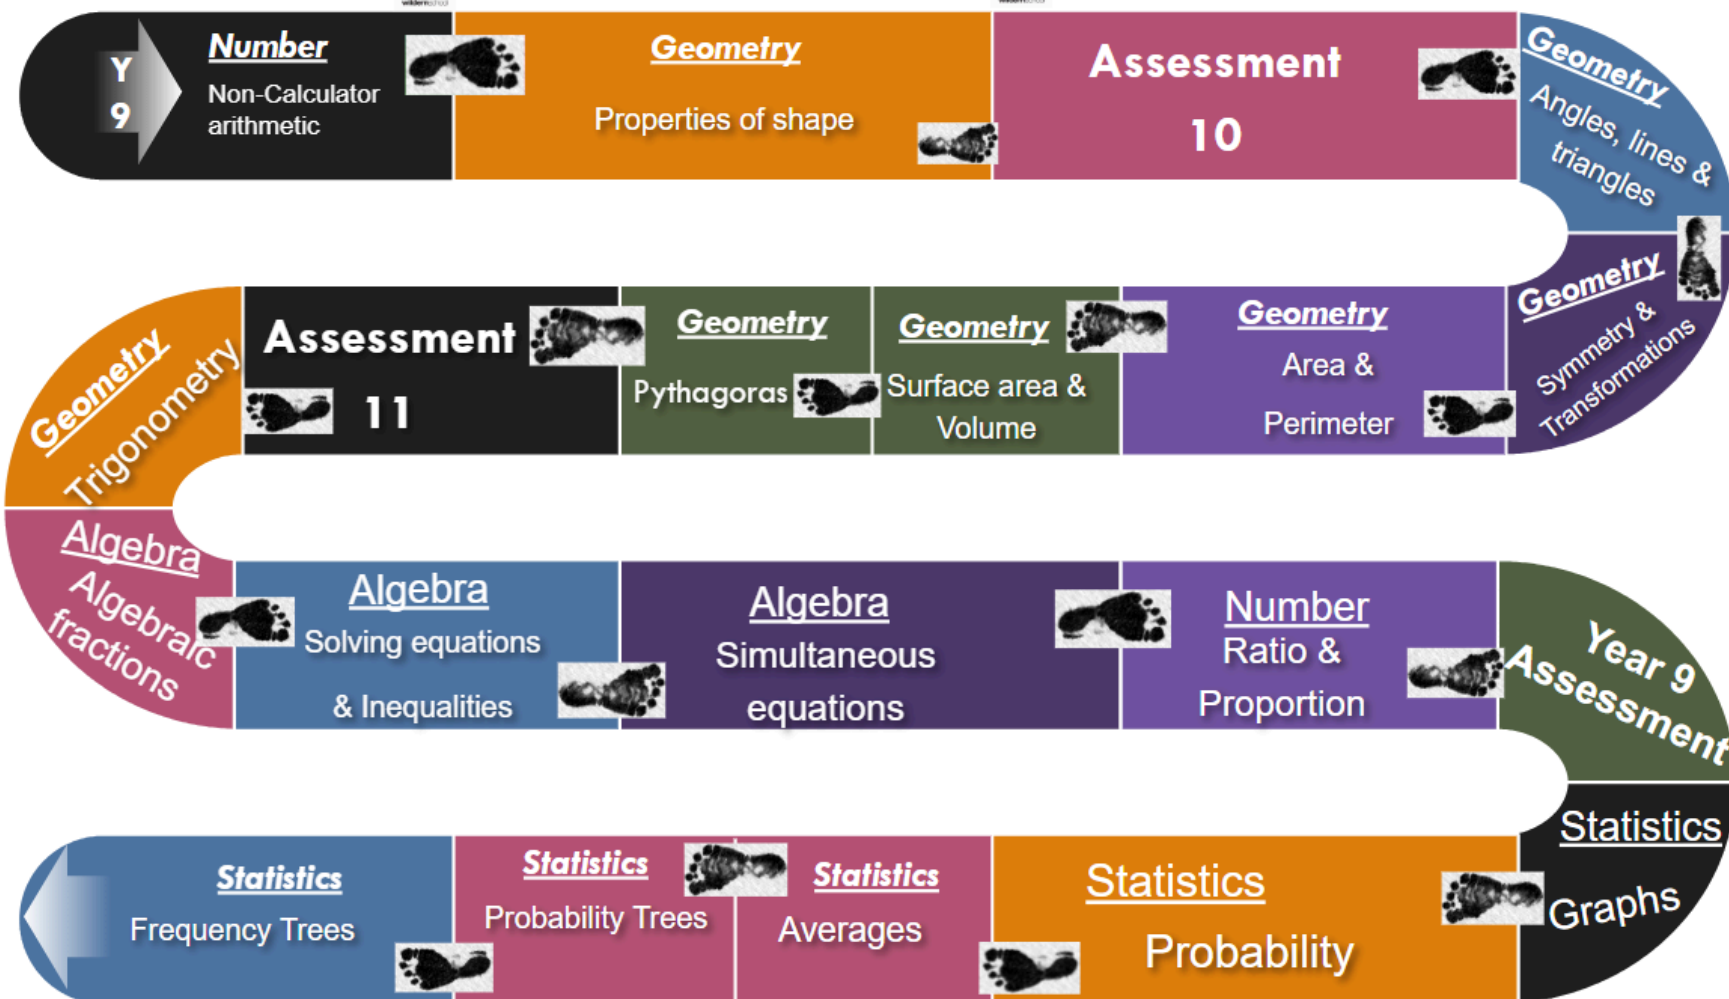 wildernschool
wildernschool
Y
9
Number
Non-Calculator
arithmetic
Geometry
Properties of shape
Assessment
10
Geometry
Angles, lines &
triangles
Geometry
Symmetry &
Transformations
Geometry
Area &
Perimeter
Geometry
Surface area &
Volume
Geometry
Pythagoras
Assessment
11
Geometry
Trigonometry
Algebra
Algebraic
fractions
Algebra
Solving equations
& Inequalities
Algebra
Simultaneous
equations
Number
Ratio &
Proportion
Year 9
Assessment
Statistics
Graphs
Statistics
Probability
Statistics
Averages
Statistics
Probability Trees
Statistics
Frequency Trees